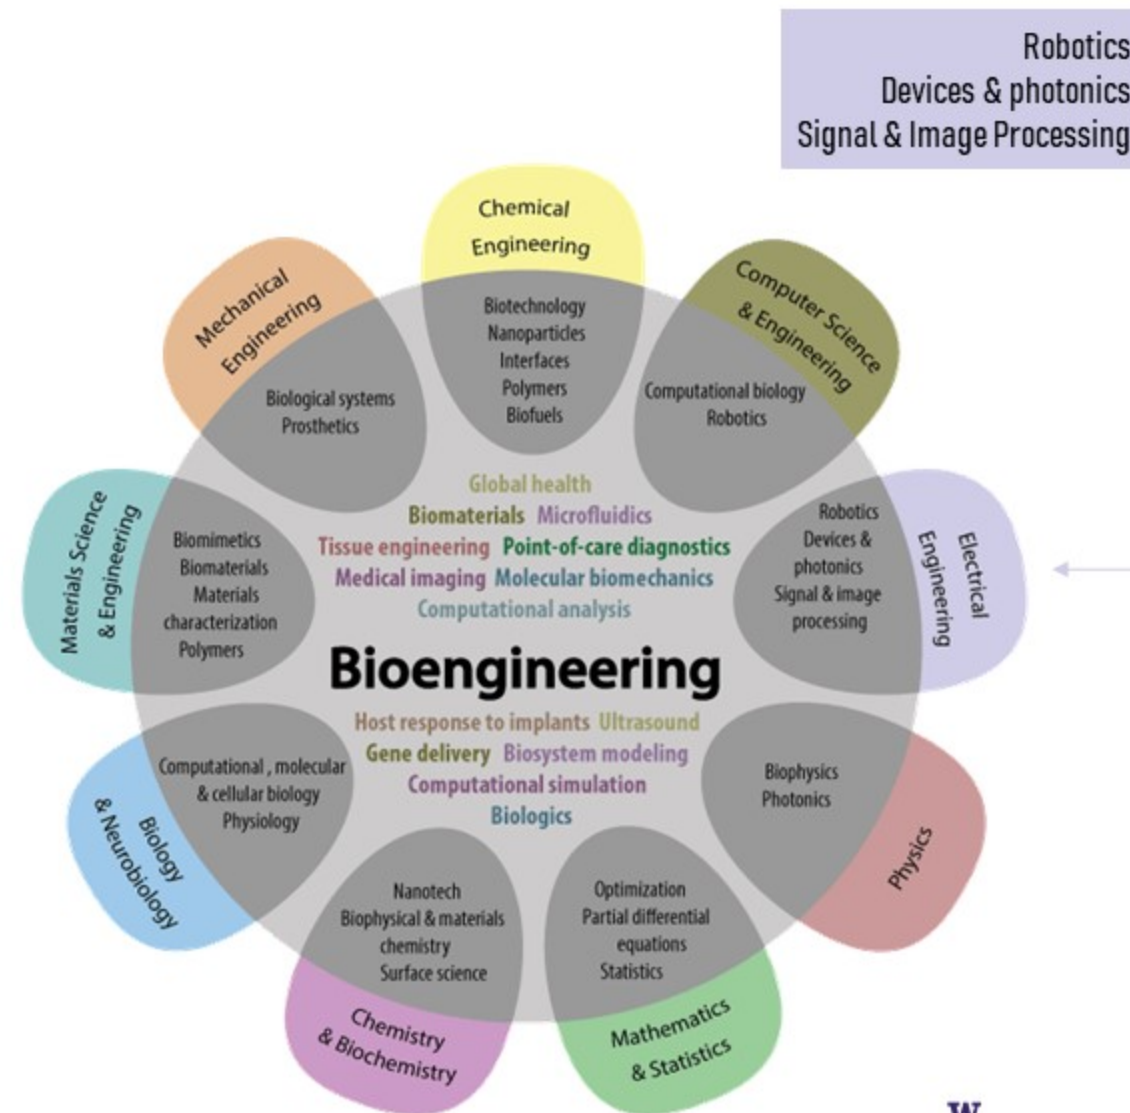 Robotics
Devices & photonics
Signal & Image Processing
Chemical
Engineering
Biotechnology
Nanoparticles
Interfaces
Polymers
Biofuels
Mechanical
Engineering
Biological systems
Prosthetics
Computer Science
& Engineering
Computational biology
Robotics
Materials Science
& Engineering
Biomimetics
Biomaterials
Materials
characterization
Polymers
Global health
Biomaterials Microfluidics
Tissue engineering Point-of-care diagnostics
Medical imaging Molecular biomechanics
Computational analysis
Bioengineering
Host response to implants Ultrasound
Gene delivery Biosystem modeling
Computational simulation
Biologics
Robotics
Devices &
photonics
Signal & image
processing
Electrical
Engineering
Computational , molecular
& cellular biology
Physiology
Biology
& Neurobiology
Biophysics
Photonics
Physics
Nanotech
Biophysical & materials
chemistry
Surface science
Chemistry
& Biochemistry
Optimization
Partial differential
equations
Statistics
Mathematics
& Statistics
W